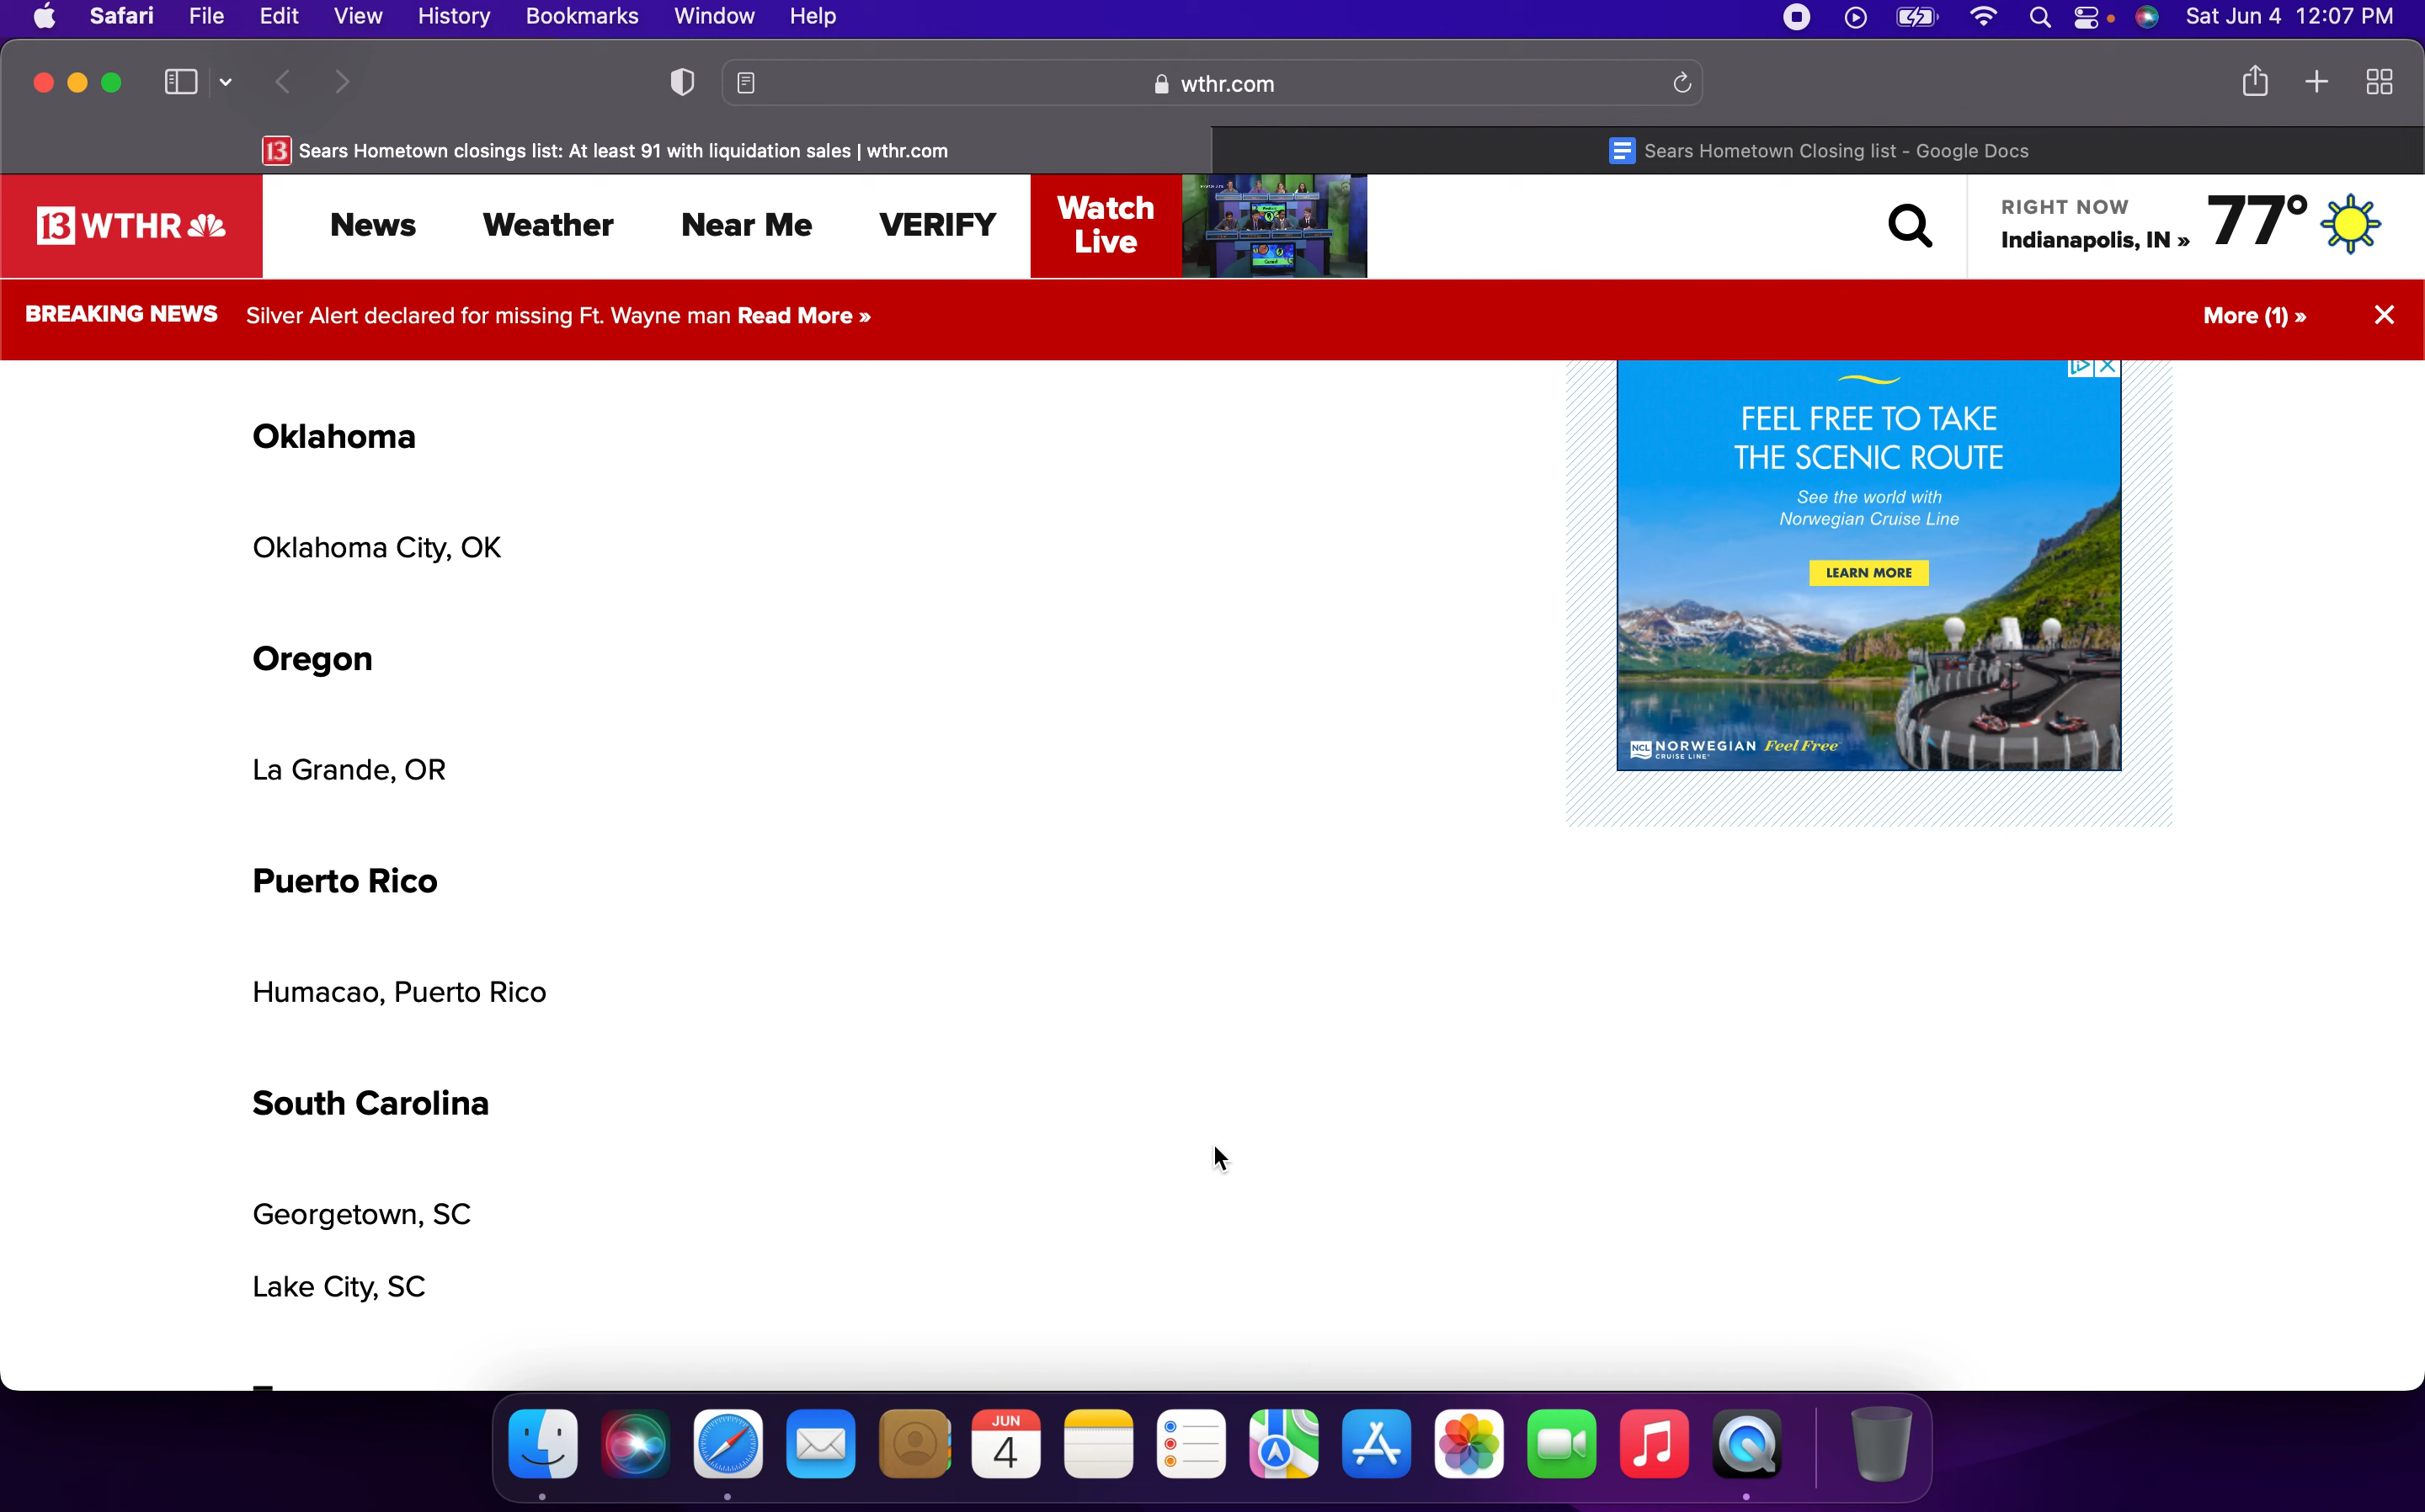 Safari File Edit View History Bookmarks Window Help
Sat Jun 4 12:07 PM
wthr.com
13 Sears Hometown closings list: At least 91 with liquidation sales | wthr.com
Sears Hometown Closing list - Google Docs
13 WTHR
News Weather Near Me VERIFY
Watch
Live
RIGHT NOW
Indianapolis, IN »
77°
BREAKING NEWS Silver Alert declared for missing Ft. Wayne man Read More »
More (1) »
Oklahoma
Oklahoma City, OK
Oregon
La Grande, OR
Puerto Rico
Humacao, Puerto Rico
South Carolina
Georgetown, SC
Lake City, SC
FEEL FREE TO TAKE
THE SCENIC ROUTE
See the world with
Norwegian Cruise Line
LEARN MORE
NCL NORWEGIAN Feel Free
CRUISE LINE
JUN
4